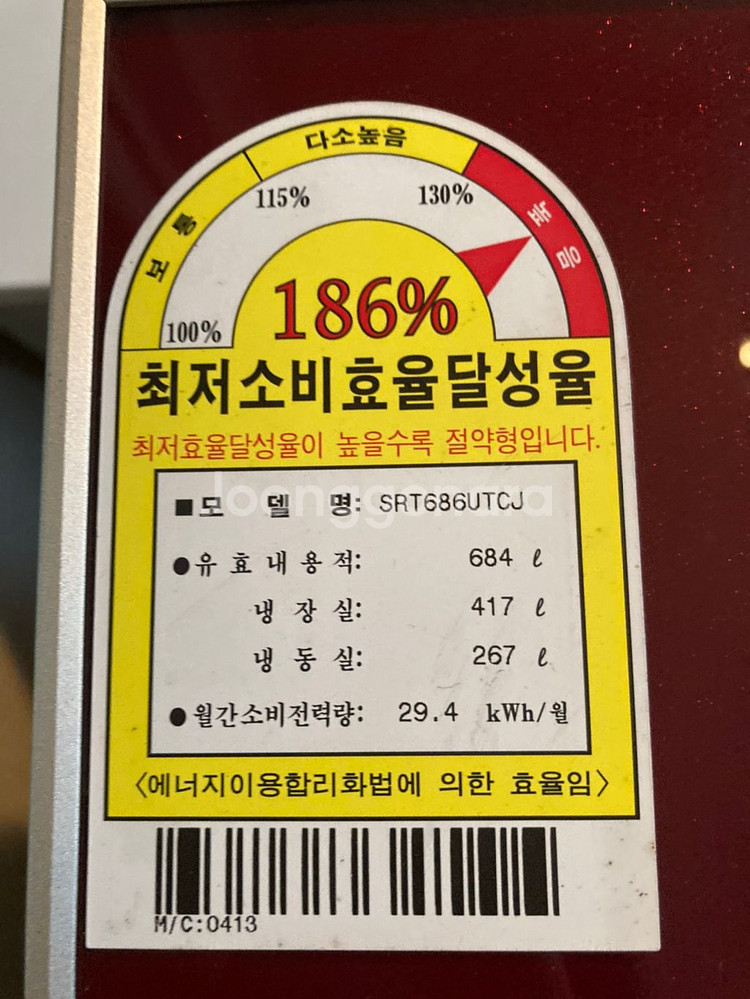 다소높음
115%
130%
보통
높음
100%
186%
최저소비효율달성율
최저효율달성율이 높을수록 절약형입니다.
■모 델 명: SRT686UTCJ
●유 효 내 용 적: 684 ℓ
냉 장 실: 417 ℓ
냉 동 실: 267 ℓ
●월간소비전력량: 29.4 kWh/월
<에너지이용합리화법에 의한 효율임>
M/C:0413